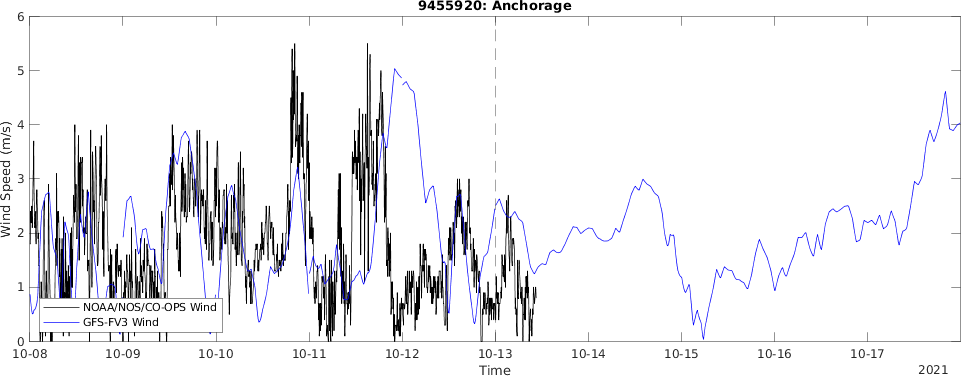 9455920: Anchorage
6
5
4
3
2
1
0
Wind Speed (m/s)
NOAA/NOS/CO-OPS Wind
GFS-FV3 Wind
10-08 10-09 10-10 10-11 10-12 10-13 10-14 10-15 10-16 10-17
Time
2021